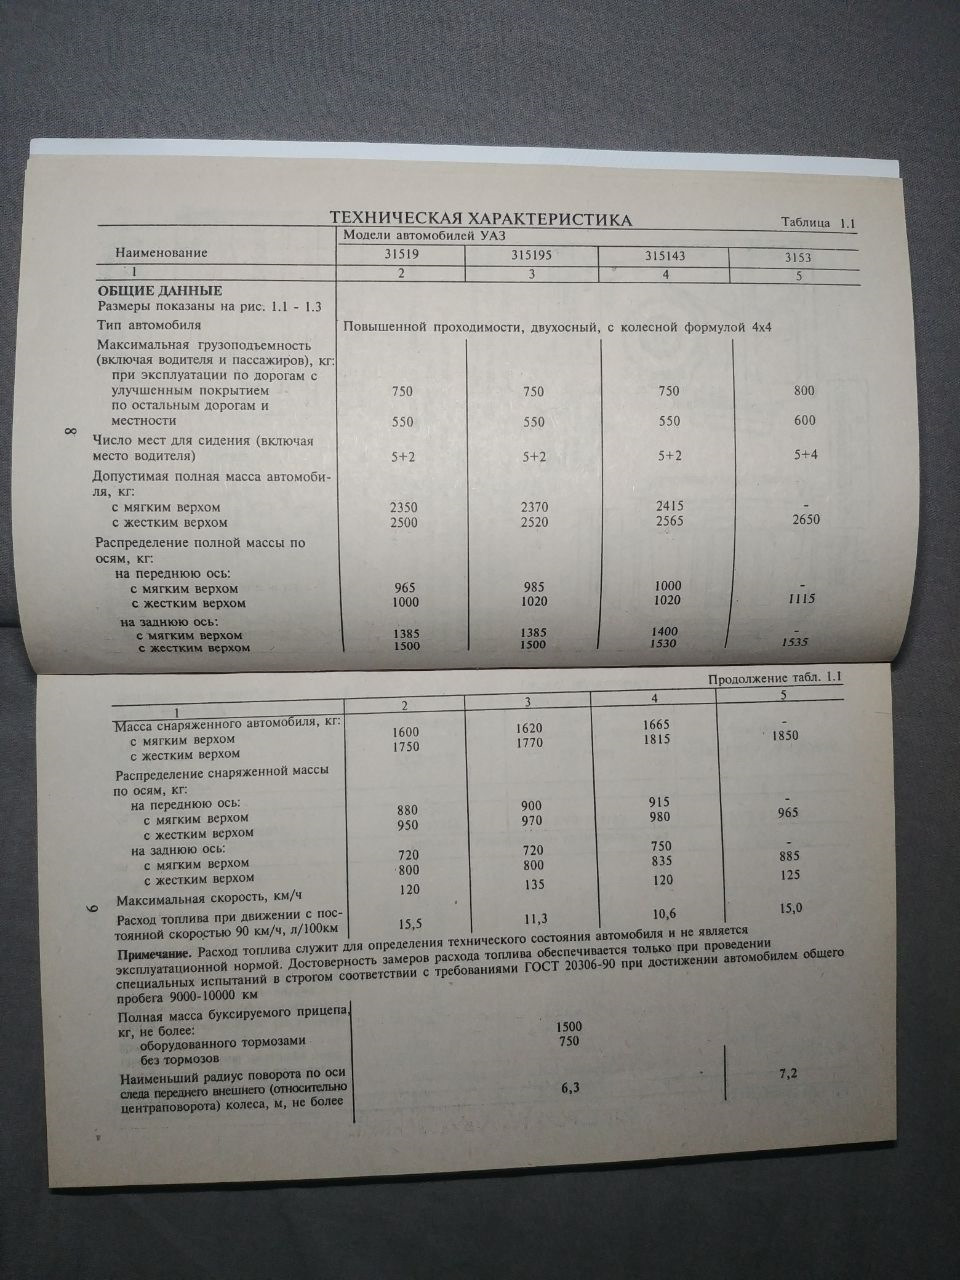 ТЕХНИЧЕСКАЯ ХАРАКТЕРИСТИКА
Таблица 1.1
Наименование
Модели автомобилей УАЗ
31519 315195 315143 3153
1 2 3 4 5
ОБЩИЕ ДАННЫЕ
Размеры показаны на рис. 1.1 - 1.3
Тип автомобиля Повышенной проходимости, двухосный, с колесной формулой 4х4
Максимальная грузоподъемность
(включая водителя и пассажиров), кг:
при эксплуатации по дорогам с
улучшенным покрытием 750 750 750 800
по остальным дорогам и
местности 550 550 550 600
Число мест для сидения (включая
место водителя) 5+2 5+2 5+2 5+4
Допустимая полная масса автомоби-
ля, кг:
с мягким верхом 2350 2370 2415 -
с жестким верхом 2500 2520 2565 2650
Распределение полной массы по
осям, кг:
на переднюю ось:
с мягким верхом 965 985 1000 -
с жестким верхом 1000 1020 1020 1115
на заднюю ось:
с мягким верхом 1385 1385 1400 -
с жестким верхом 1500 1500 1530 1535
8
Продолжение табл. 1.1
1 2 3 4 5
Масса снаряженного автомобиля, кг:
с мягким верхом 1600 1620 1665 -
с жестким верхом 1750 1770 1815 1850
Распределение снаряженной массы
по осям, кг:
на переднюю ось:
с мягким верхом 880 900 915 -
с жестким верхом 950 970 980 965
на заднюю ось:
с мягким верхом 720 720 750 -
с жестким верхом 800 800 835 885
Максимальная скорость, км/ч 120 135 120 125
Расход топлива при движении с пос-
тоянной скоростью 90 км/ч, л/100км 15,5 11,3 10,6 15,0
Примечание. Расход топлива служит для определения технического состояния автомобиля и не является
эксплуатационной нормой. Достоверность замеров расхода топлива обеспечивается только при проведении
специальных испытаний в строгом соответствии с требованиями ГОСТ 20306-90 при достижении автомобилем общего
пробега 9000-10000 км
Полная масса буксируемого прицепа,
кг, не более:
оборудованного тормозами 1500
без тормозов 750
Наименьший радиус поворота по оси
следа переднего внешнего (относительно
центраповорота) колеса, м, не более 6,3 7,2
9